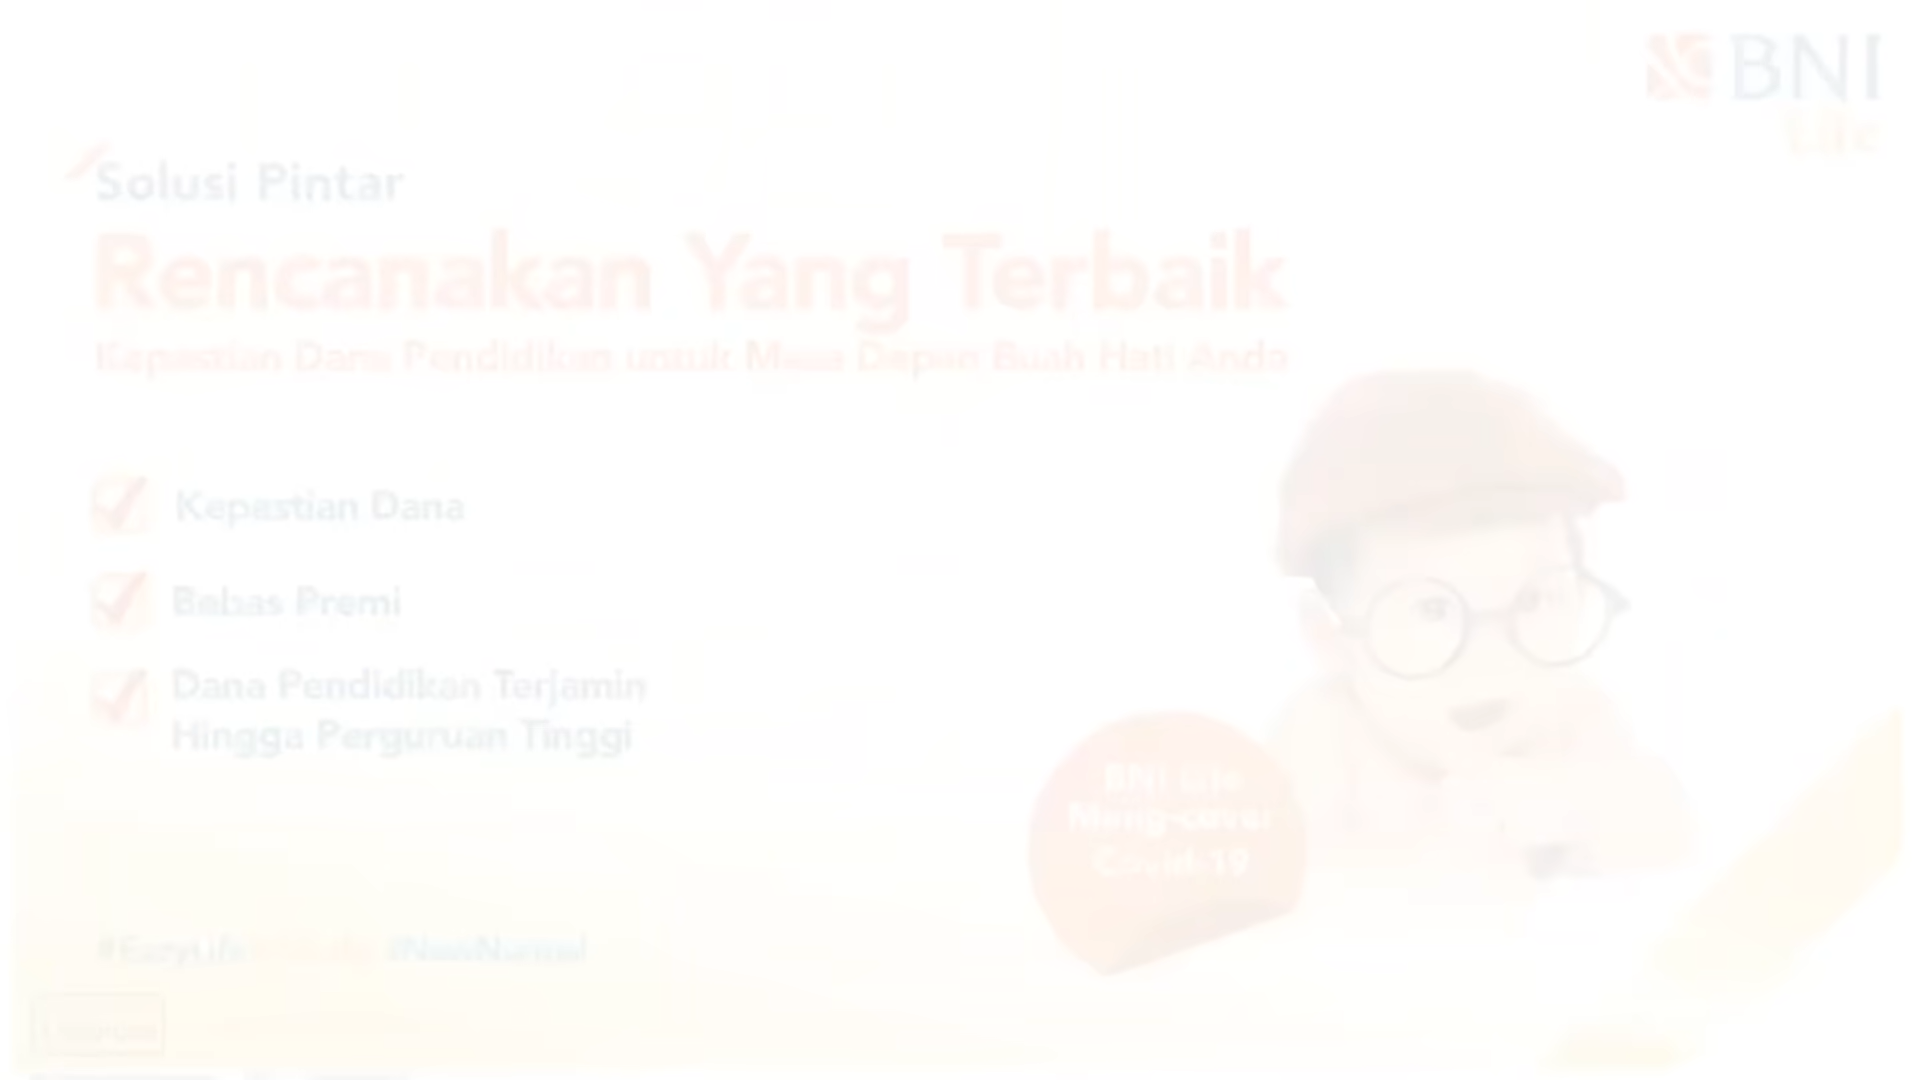 BNI
Life
Solusi Pintar
Rencanakan Yang Terbaik
Kepastian Dana Pendidikan untuk Masa Depan Buah Hati Anda
Kepastian Dana
Bebas Premi
Dana Pendidikan Terjamin
Hingga Perguruan Tinggi
BNI Life
Meng-cover
Covid-19
#EazyLife #NewNormal